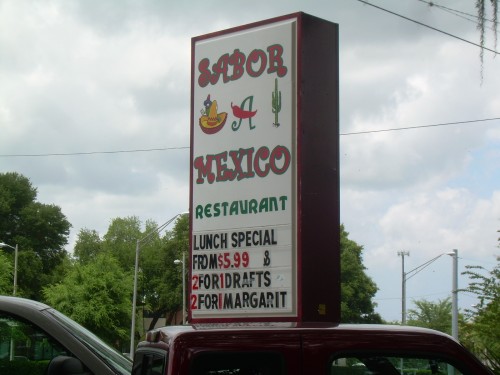 SABOR
A
MEXICO
RESTAURANT
LUNCH SPECIAL
FROM $5.99 &
2 FOR 1 DRAFTS
2 FOR 1 MARGARIT